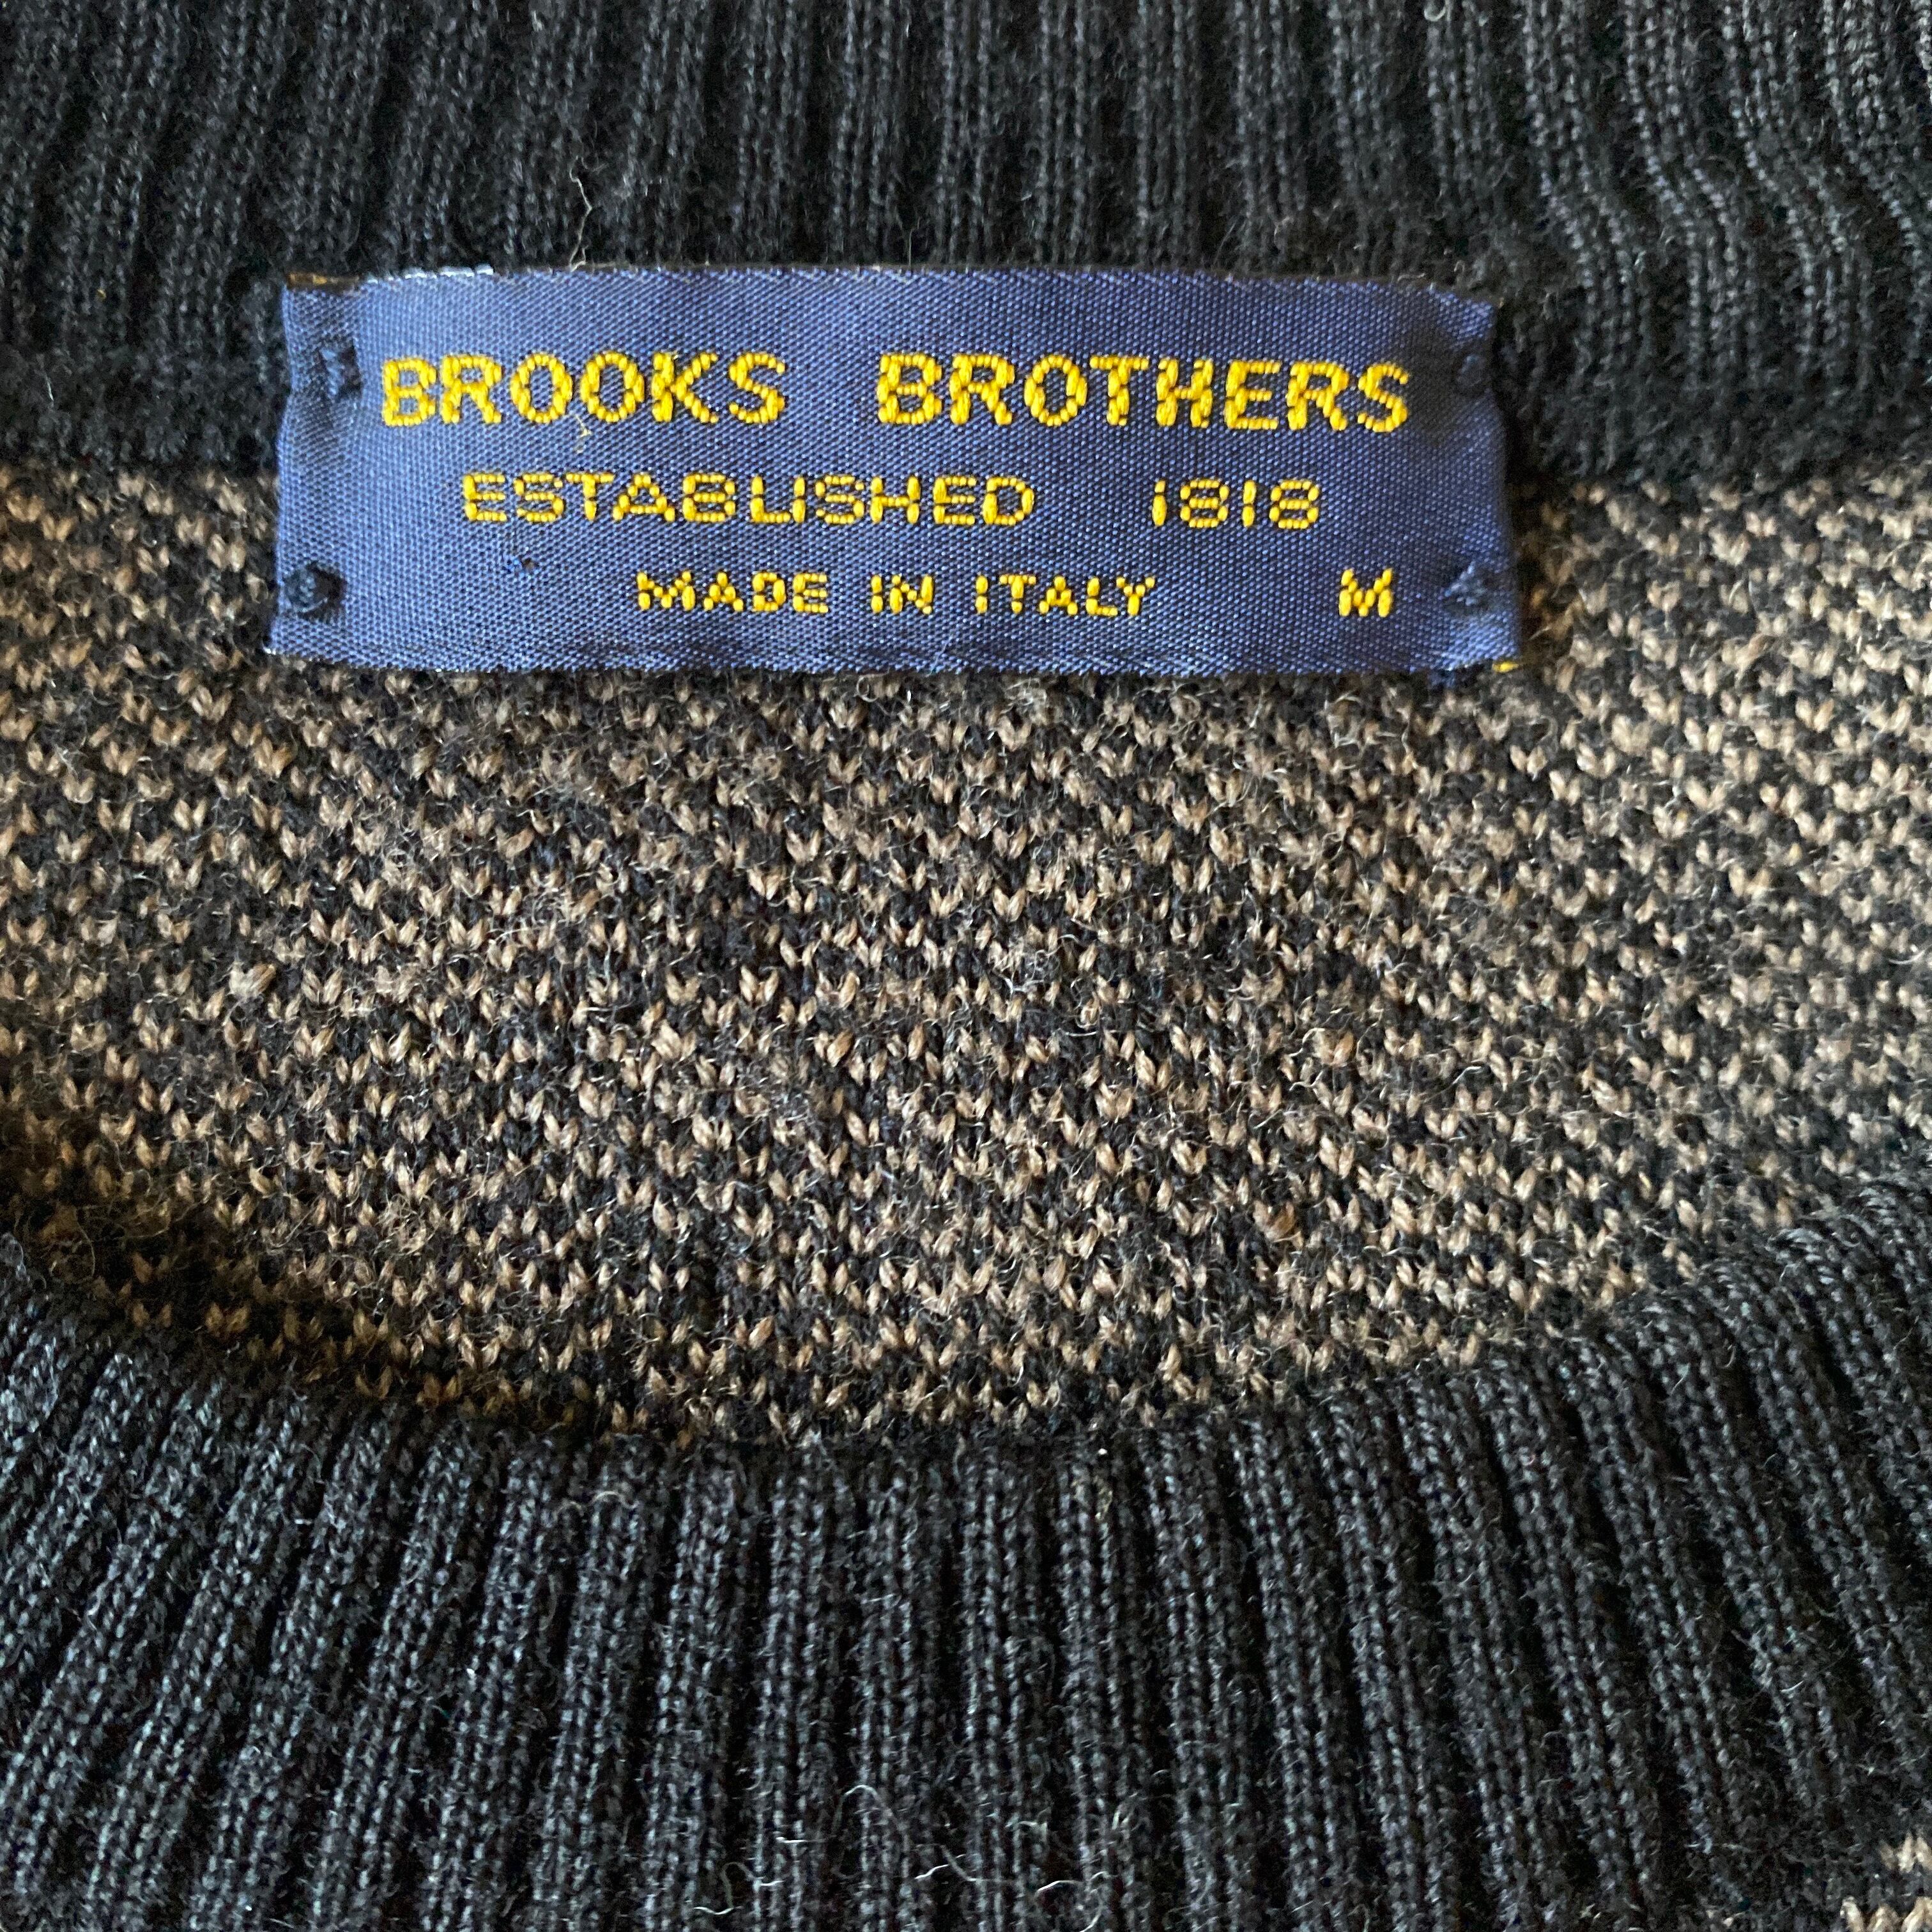 BROOKS BROTHERS
ESTABLISHED 1818
MADE IN ITALY M